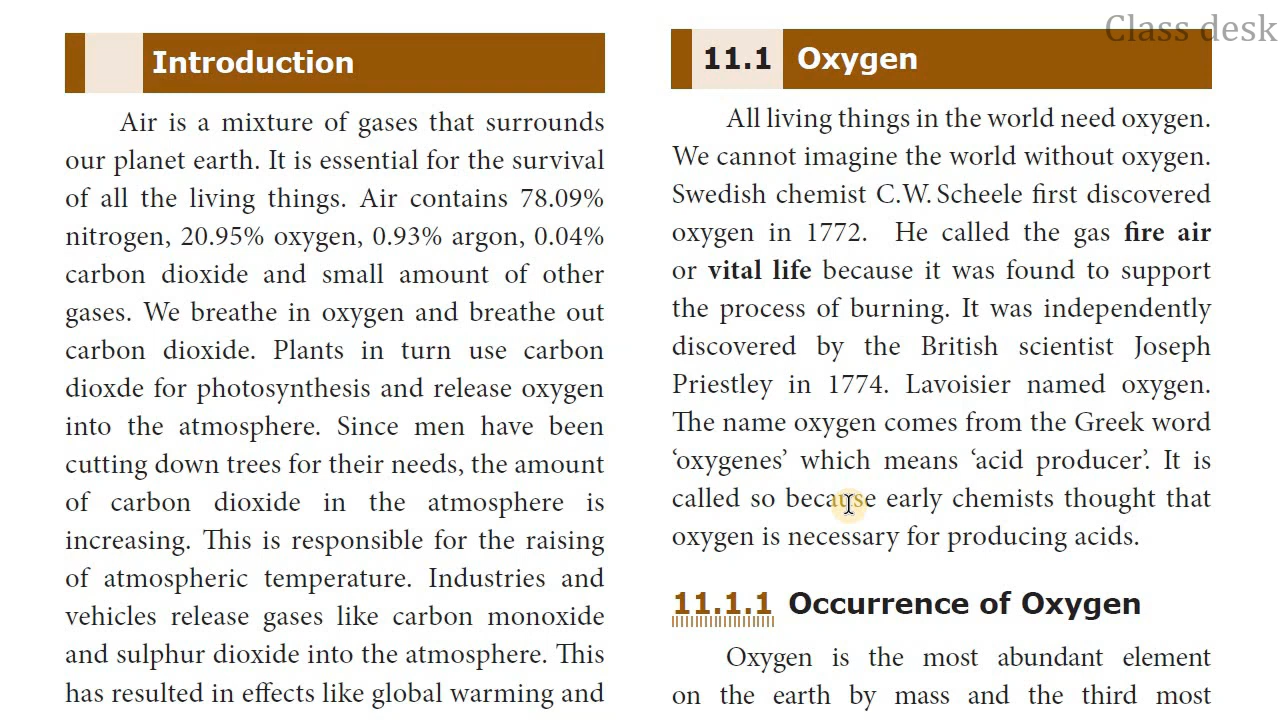 Class desk
Introduction
Air is a mixture of gases that surrounds
our planet earth. It is essential for the survival
of all the living things. Air contains 78.09%
nitrogen, 20.95% oxygen, 0.93% argon, 0.04%
carbon dioxide and small amount of other
gases. We breathe in oxygen and breathe out
carbon dioxide. Plants in turn use carbon
dioxde for photosynthesis and release oxygen
into the atmosphere. Since men have been
cutting down trees for their needs, the amount
of carbon dioxide in the atmosphere is
increasing. This is responsible for the raising
of atmospheric temperature. Industries and
vehicles release gases like carbon monoxide
and sulphur dioxide into the atmosphere. This
has resulted in effects like global warming and
11.1 Oxygen
All living things in the world need oxygen.
We cannot imagine the world without oxygen.
Swedish chemist C.W. Scheele first discovered
oxygen in 1772. He called the gas fire air
or vital life because it was found to support
the process of burning. It was independently
discovered by the British scientist Joseph
Priestley in 1774. Lavoisier named oxygen.
The name oxygen comes from the Greek word
‘oxygenes’ which means ‘acid producer’. It is
called so because early chemists thought that
oxygen is necessary for producing acids.
11.1.1 Occurrence of Oxygen
Oxygen is the most abundant element
on the earth by mass and the third most